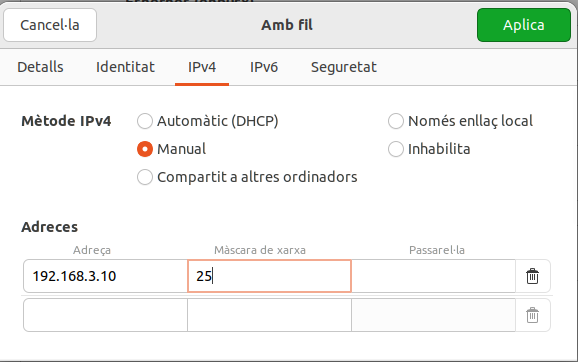 Cancel·la Amb fil Aplica
Detalls Identitat IPv4 IPv6 Seguretat
Mètode IPv4 Automàtic (DHCP) Només enllaç local
Manual Inhabilita
Compartit a altres ordinadors
Adreces
Adreça Màscara de xarxa Passarel·la
192.168.3.10 25